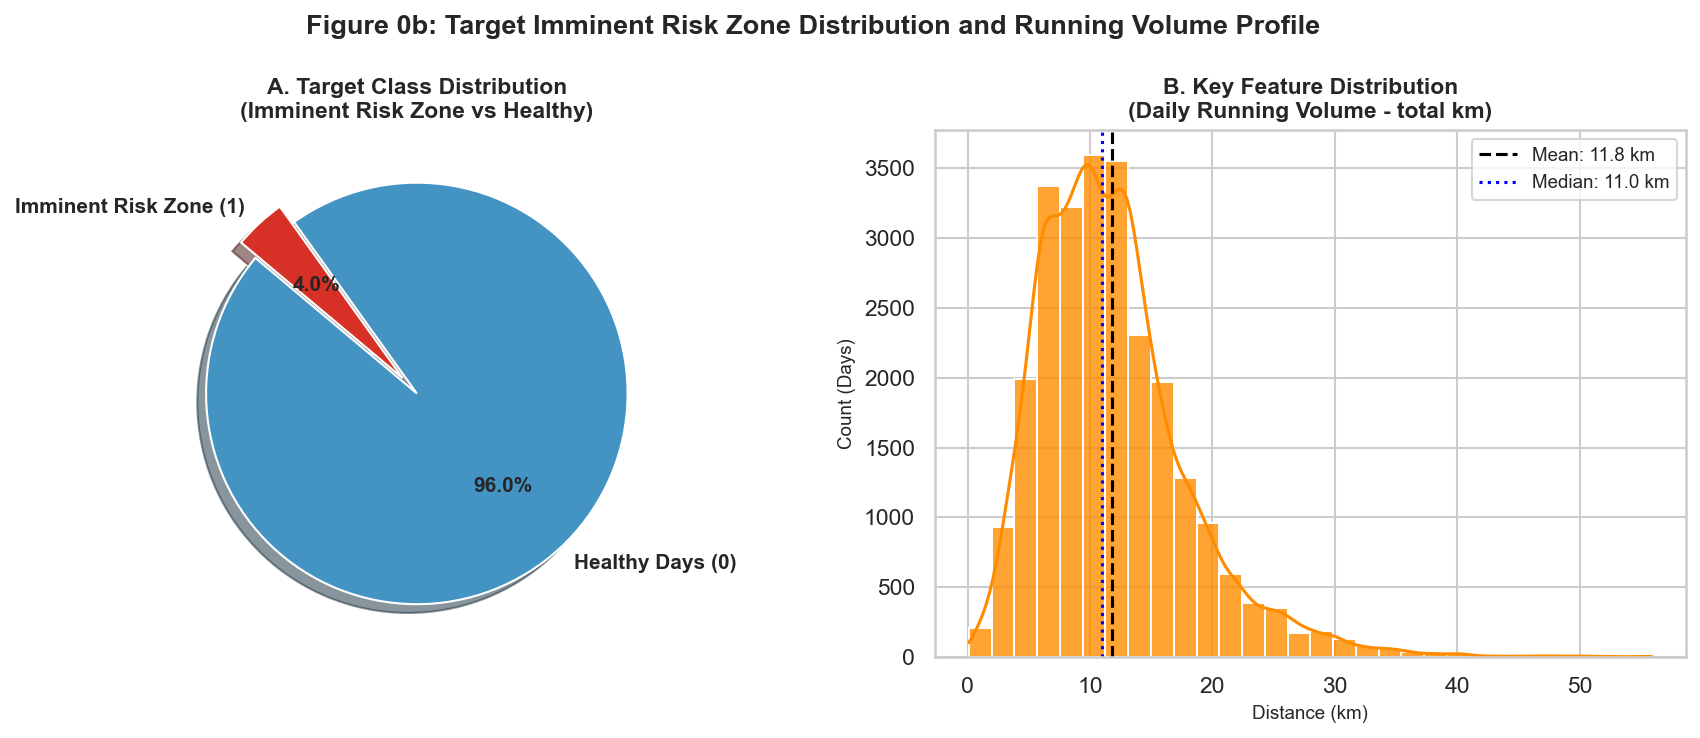 Figure 0b: Target Imminent Risk Zone Distribution and Running Volume Profile
A. Target Class Distribution
(Imminent Risk Zone vs Healthy)
Imminent Risk Zone (1)
4.0%
96.0%
Healthy Days (0)
B. Key Feature Distribution
(Daily Running Volume - total km)
Mean: 11.8 km
Median: 11.0 km
Count (Days)
3500
3000
2500
2000
1500
1000
500
0
0 10 20 30 40 50
Distance (km)